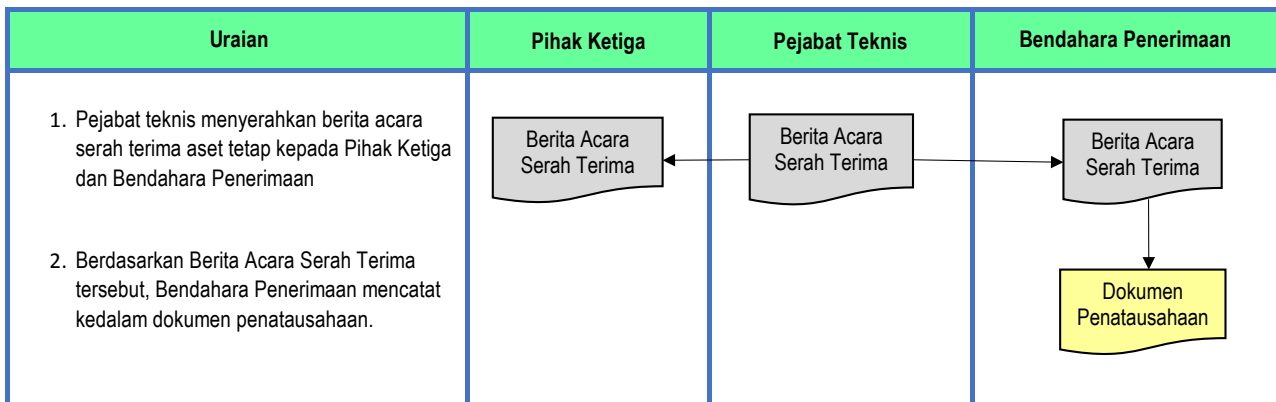 Uraian
Pihak Ketiga
Pejabat Teknis
Bendahara Penerimaan
1. Pejabat teknis menyerahkan berita acara
serah terima aset tetap kepada Pihak Ketiga
dan Bendahara Penerimaan
2. Berdasarkan Berita Acara Serah Terima
tersebut, Bendahara Penerimaan mencatat
kedalam dokumen penatausahaan.
Berita Acara
Serah Terima
Berita Acara
Serah Terima
Berita Acara
Serah Terima
Dokumen
Penatausahaan